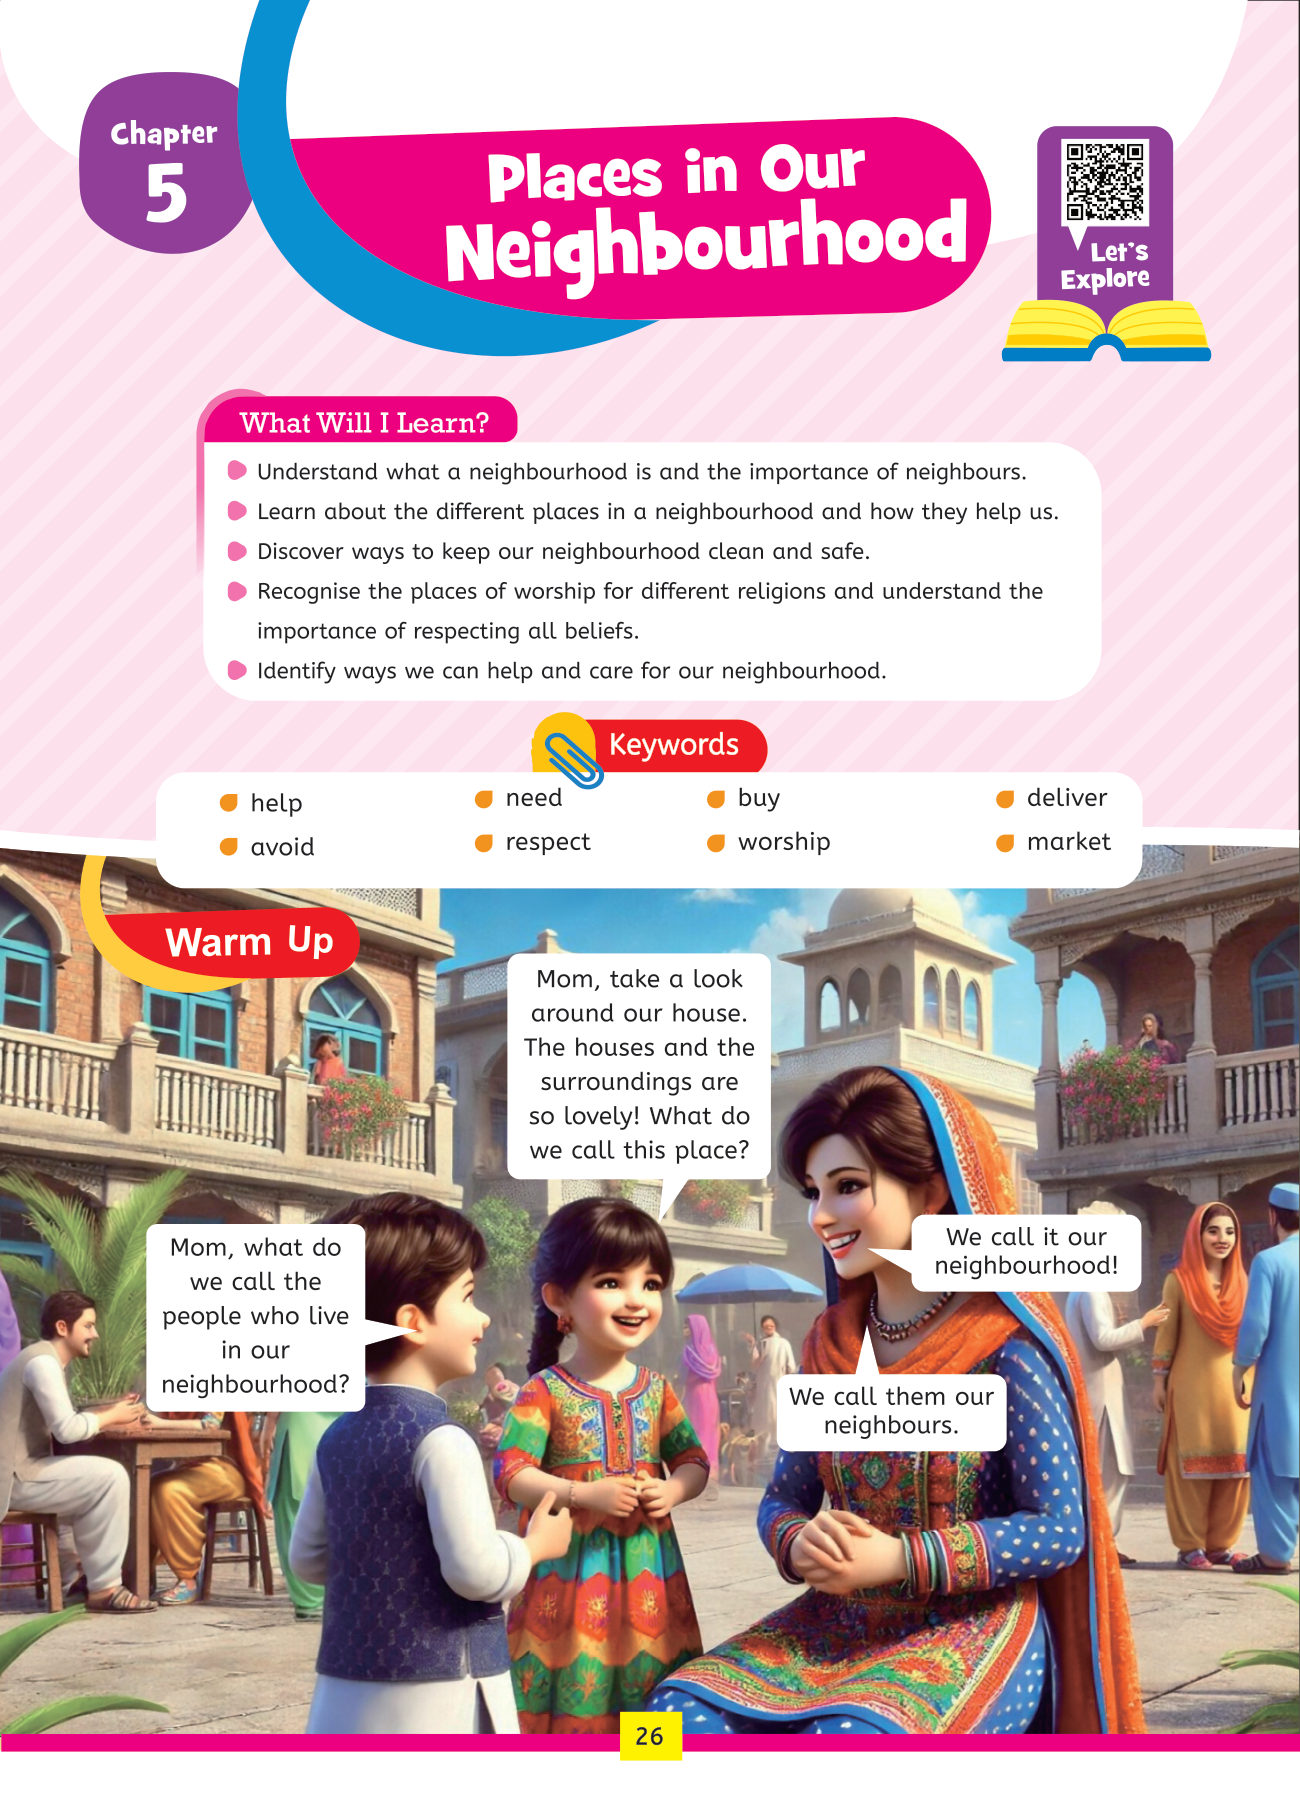 Chapter
5
Places in Our
Neighbourhood
Let's
Explore
What Will I Learn?
Understand what a neighbourhood is and the importance of neighbours.
Learn about the different places in a neighbourhood and how they help us.
Discover ways to keep our neighbourhood clean and safe.
Recognise the places of worship for different religions and understand the
importance of respecting all beliefs.
Identify ways we can help and care for our neighbourhood.
Keywords
help
need
buy
deliver
avoid
respect
worship
market
Warm Up
Mom, take a look
around our house.
The houses and the
surroundings are
so lovely! What do
we call this place?
We call it our
neighbourhood!
Mom, what do
we call the
people who live
in our
neighbourhood?
We call them our
neighbours.
26